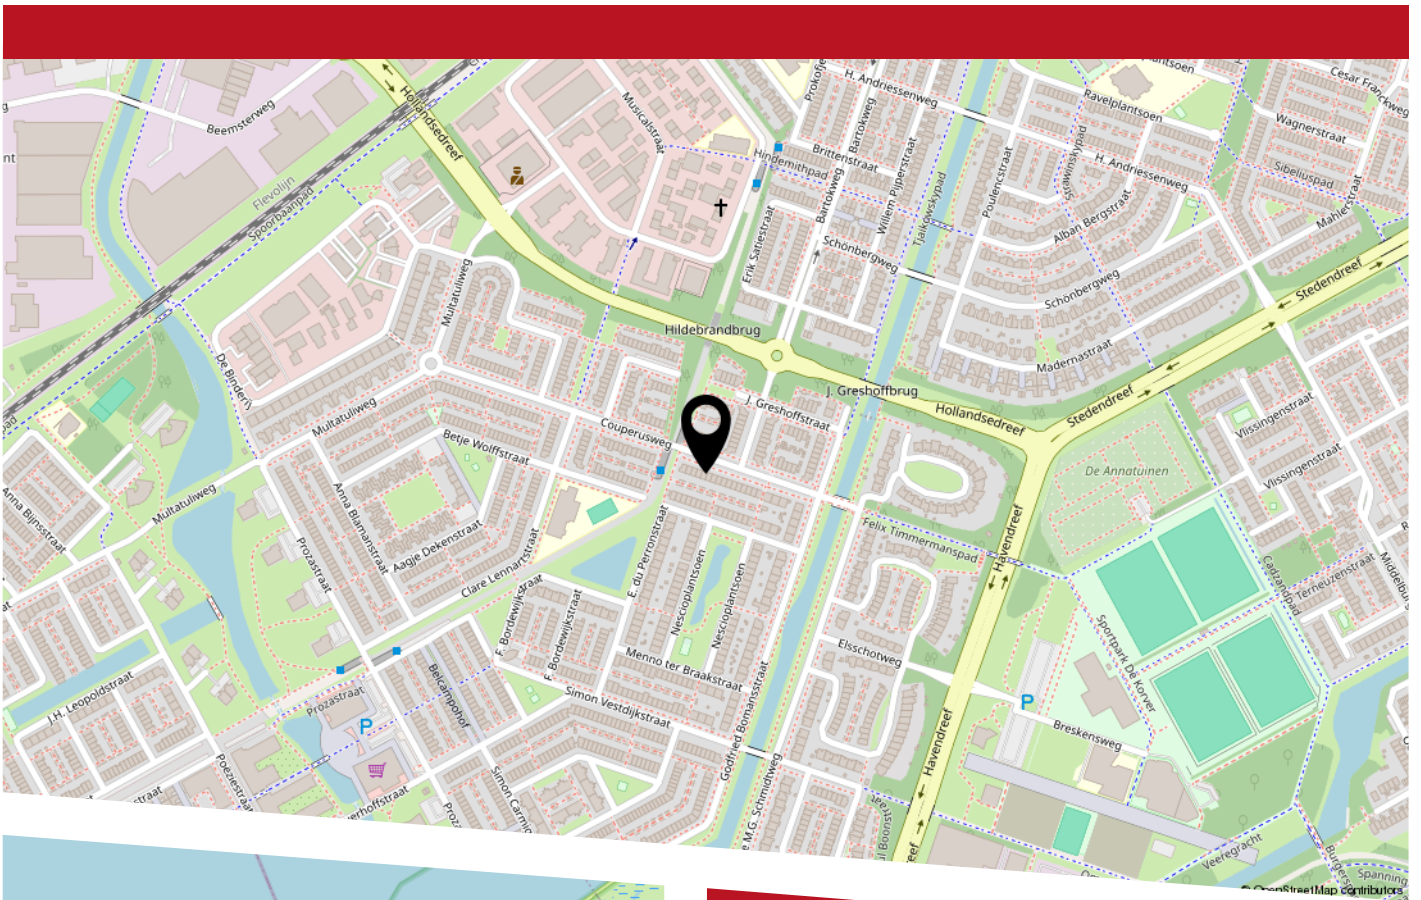 Hollandsedreef
Beemsterweg
Flevolijn
Spoorbaanpad
Musicalstraat
Hindemithpad
Prokofje
H. Andriessenweg
Bartokweg
Brittenstraat
Bartokweg
Willem Pijperstraat
Tjaikowskypad
Erik Satiestraat
Schönbergweg
Ravelplantsoen
Cesar Franckweg
Wagnerstraat
Sibeliuspad
Mahlerstraat
Strawinskypad
Poulencstraat
H. Andriessenweg
Alban Bergstraat
Schönbergweg
Madernastraat
Stedendreef
Stedendreef
Hildebrandbrug
J. Greshoffbrug
Hollandsedreef
Multatuliweg
De Binderij
Multatuliweg
Betje Wolffstraat
Couperusweg
J. Greshoffstraat
De Annatuinen
Vlissingenstraat
Vlissingenstraat
Multatuliweg
Anna Bijnsstraat
Anna Blamanstraat
Aagje Dekenstraat
Clare Lennartstraat
Prozastraat
E. du Perronstraat
Nescioplantsoen
Nescioplantsoen
Felix Timmermanspad
Havendreef
Cadzandpad
Terneuzenstraat
F. Bordewijkstraat
F. Bordewijkstraat
Menno ter Braakstraat
Elsschotweg
Sportpark De Korver
Simon Vestdijkstraat
Godfried Bomansstraat
Belcampohof
Prozastraat
P
J.H. Leopoldstraat
Poëziestraat
Simon Carmig
Havendreef
P
Breskensweg
Veeregracht
Spanning
© OpenStreetMap contributors